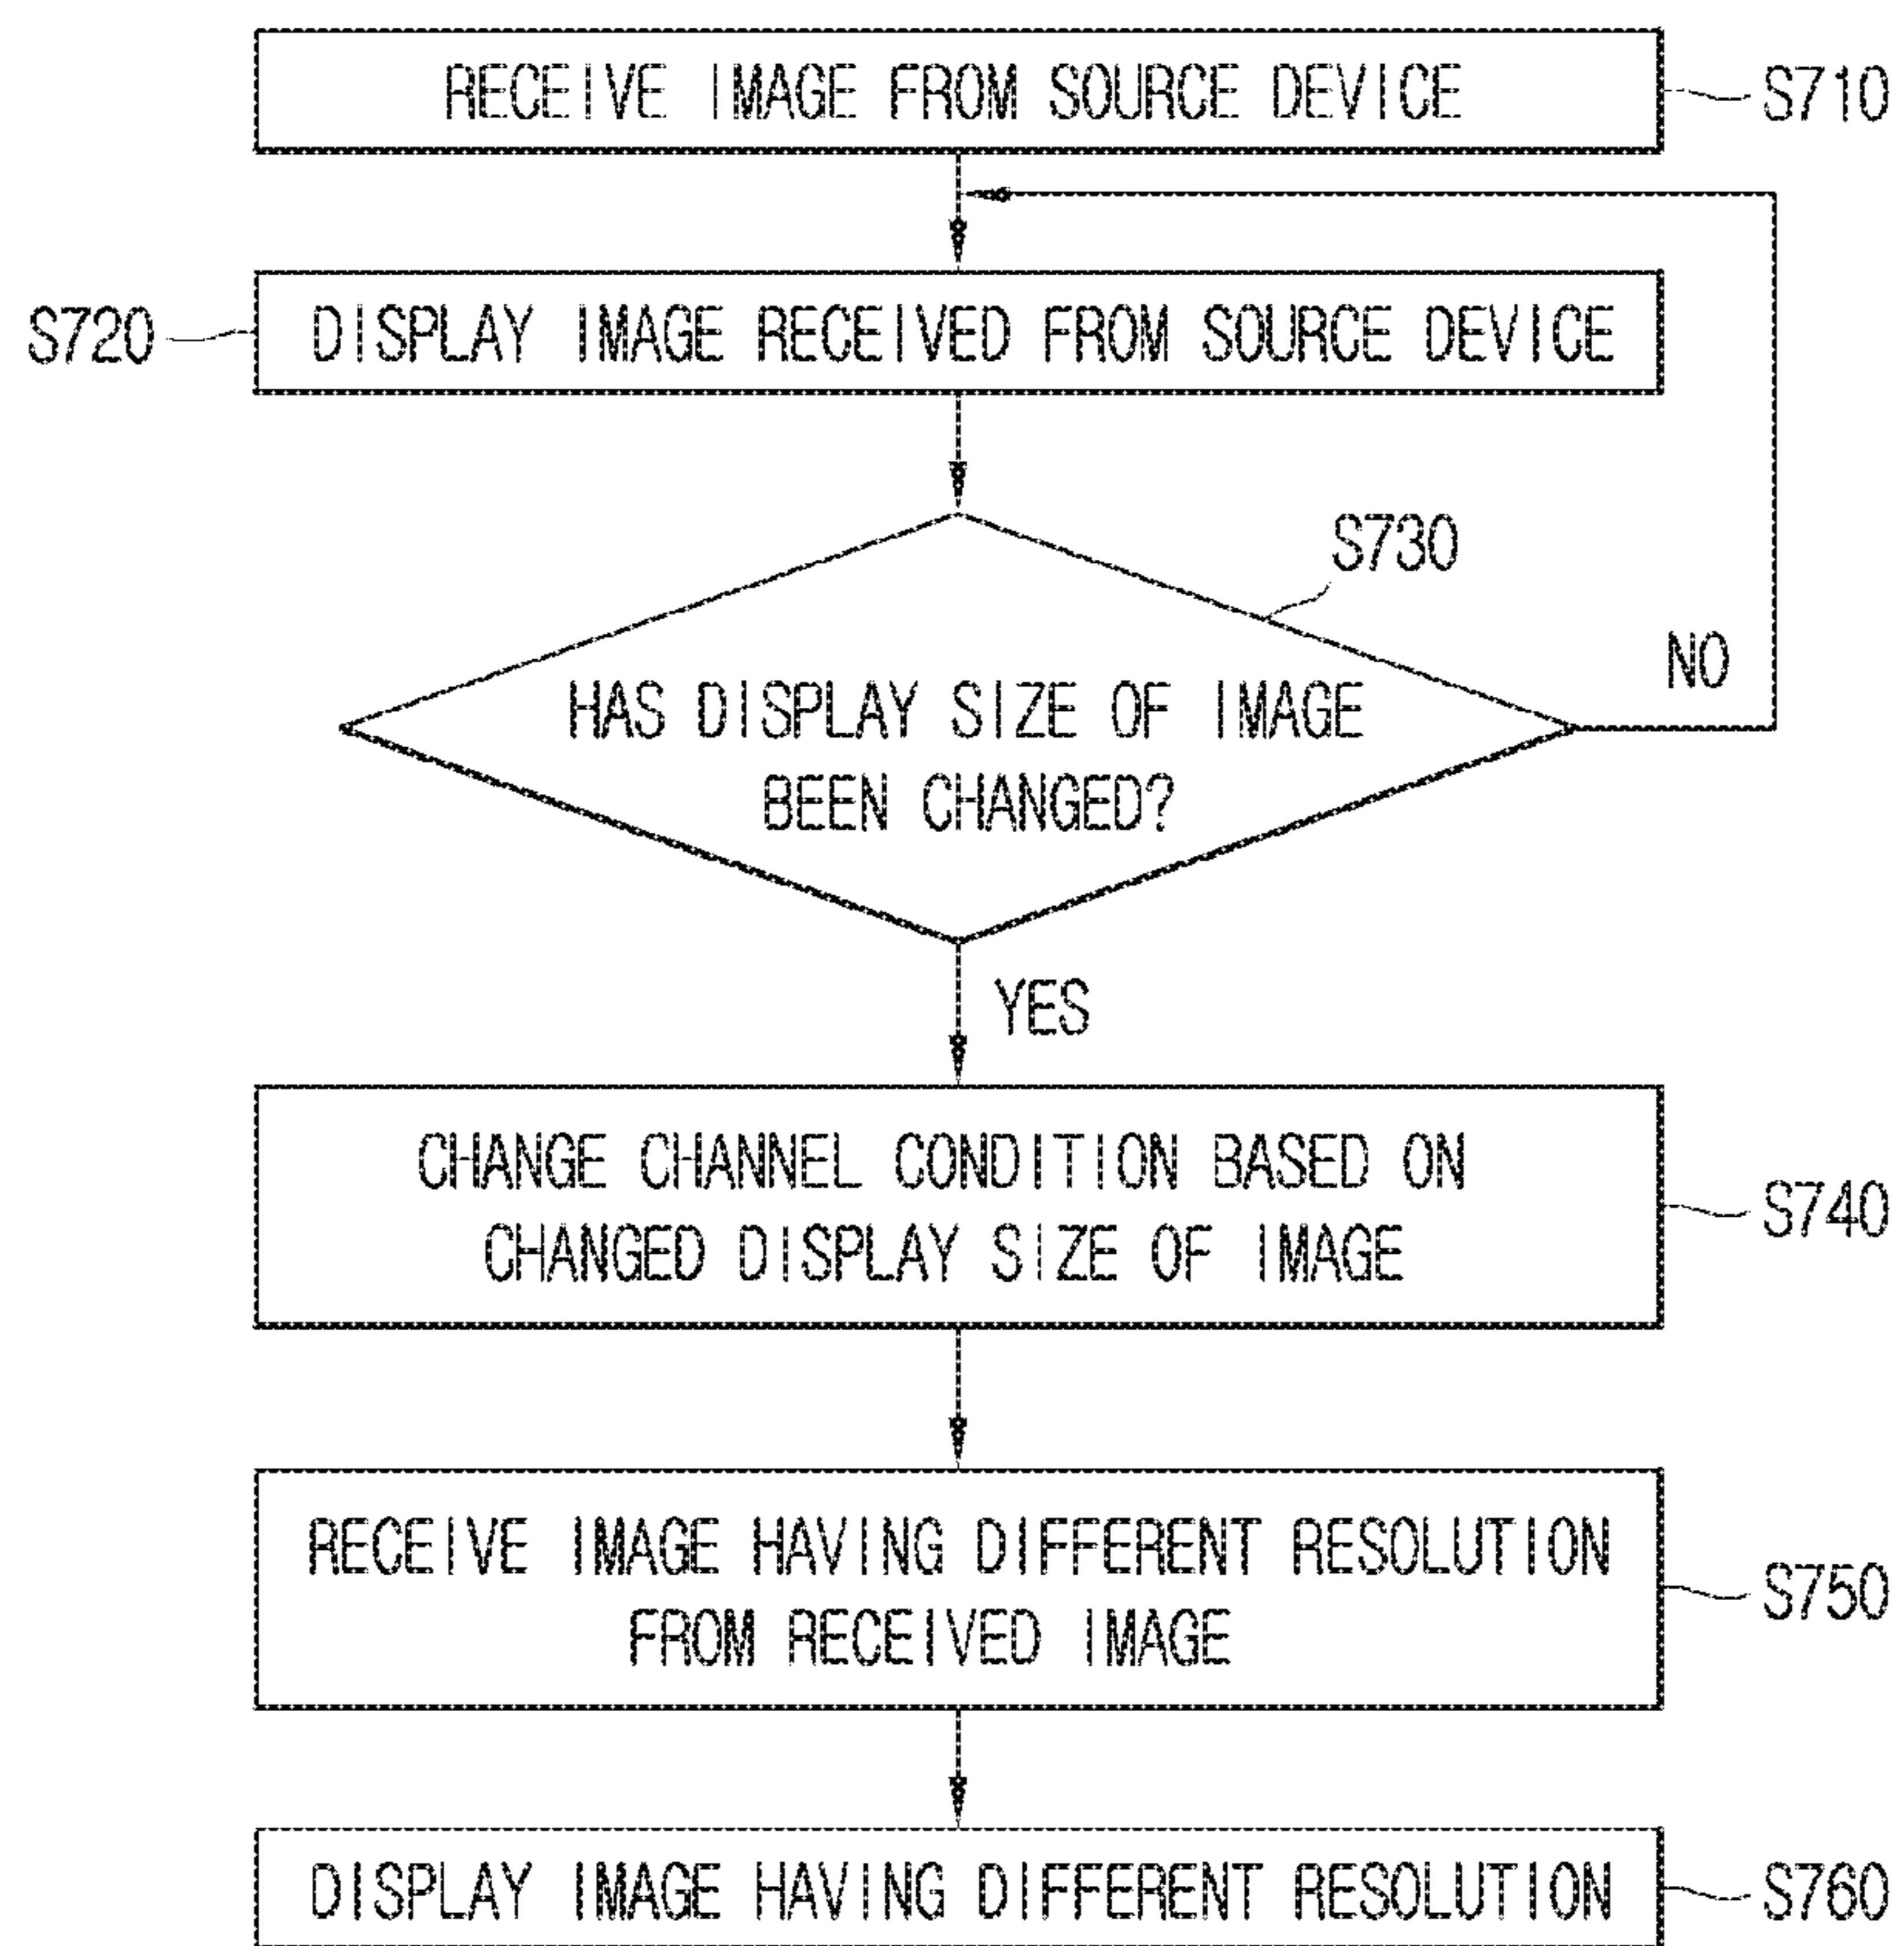 RECEIVE IMAGE FROM SOURCE DEVICE
S710
S720
DISPLAY IMAGE RECEIVED FROM SOURCE DEVICE
S730
HAS DISPLAY SIZE OF IMAGE
BEEN CHANGED?
NO
YES
CHANGE CHANNEL CONDITION BASED ON
CHANGED DISPLAY SIZE OF IMAGE
S740
RECEIVE IMAGE HAVING DIFFERENT RESOLUTION
FROM RECEIVED IMAGE
S750
DISPLAY IMAGE HAVING DIFFERENT RESOLUTION
S760